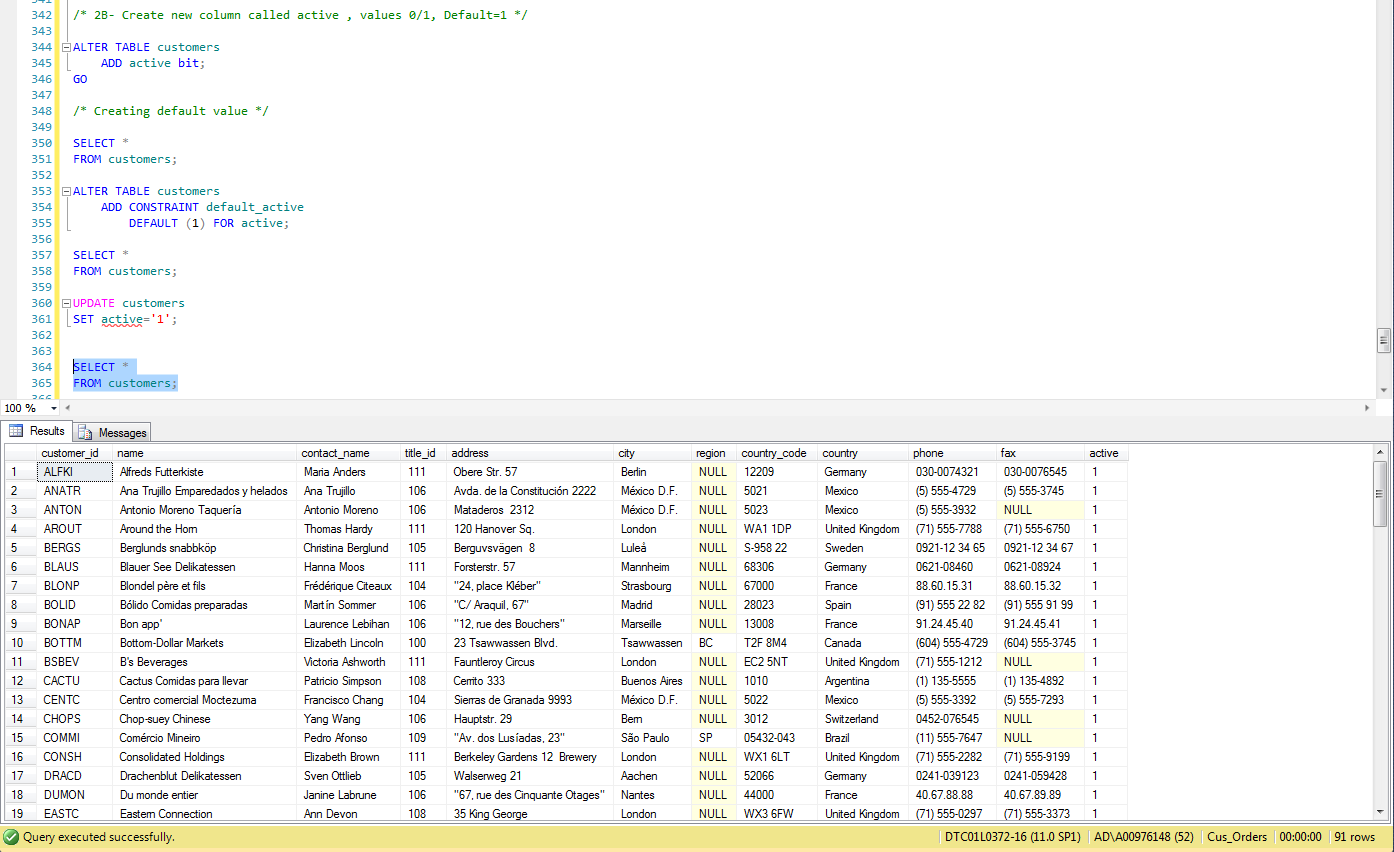 342 /* 2B- Create new column called active , values 0/1, Default=1 */
343
344 ALTER TABLE customers
345 ADD active bit;
346 GO
347
348 /* Creating default value */
349
350 SELECT *
351 FROM customers;
352
353 ALTER TABLE customers
354 ADD CONSTRAINT default_active
355 DEFAULT (1) FOR active;
356
357 SELECT *
358 FROM customers;
359
360 UPDATE customers
361 SET active='1';
362
363
364 SELECT *
365 FROM customers;
100 %
Results Messages
customer_id name contact_name title_id address city region country_code country phone fax active
1 ALFKI Alfreds Futterkiste Maria Anders 111 Obere Str. 57 Berlin NULL 12209 Germany 030-0074321 030-0076545 1
2 ANATR Ana Trujillo Emparedados y helados Ana Trujillo 106 Avda. de la Constitución 2222 México D.F. NULL 5021 Mexico (5) 555-4729 (5) 555-3745 1
3 ANTON Antonio Moreno Taquería Antonio Moreno 106 Mataderos 2312 México D.F. NULL 5023 Mexico (5) 555-3932 NULL 1
4 AROUT Around the Horn Thomas Hardy 111 120 Hanover Sq. London NULL WA1 1DP United Kingdom (71) 555-7788 (71) 555-6750 1
5 BERGS Berglunds snabbköp Christina Berglund 105 Berguvsvägen 8 Luleå NULL S-958 22 Sweden 0921-12 34 65 0921-12 34 67 1
6 BLAUS Blauer See Delikatessen Hanna Moos 111 Forsterstr. 57 Mannheim NULL 68306 Germany 0621-08460 0621-08924 1
7 BLONP Blondel père et fils Frédérique Citeaux 104 "24, place Kléber" Strasbourg NULL 67000 France 88.60.15.31 88.60.15.32 1
8 BOLID Bólido Comidas preparadas Martín Sommer 106 "C/ Araquil, 67" Madrid NULL 28023 Spain (91) 555 22 82 (91) 555 91 99 1
9 BONAP Bon app' Laurence Lebihan 106 "12, rue des Bouchers" Marseille NULL 13008 France 91.24.45.40 91.24.45.41 1
10 BOTTM Bottom-Dollar Markets Elizabeth Lincoln 100 23 Tsawwassen Blvd. Tsawwassen BC T2F 8M4 Canada (604) 555-4729 (604) 555-3745 1
11 BSBEV B's Beverages Victoria Ashworth 111 Fauntleroy Circus London NULL EC2 5NT United Kingdom (71) 555-1212 NULL 1
12 CACTU Cactus Comidas para llevar Patricio Simpson 108 Cerrito 333 Buenos Aires NULL 1010 Argentina (1) 135-5555 (1) 135-4892 1
13 CENTC Centro comercial Moctezuma Francisco Chang 104 Sierras de Granada 9993 México D.F. NULL 5022 Mexico (5) 555-3392 (5) 555-7293 1
14 CHOPS Chop-suey Chinese Yang Wang 106 Hauptstr. 29 Bern NULL 3012 Switzerland 0452-076545 NULL 1
15 COMMI Comércio Mineiro Pedro Afonso 109 "Av. dos Lusíadas, 23" São Paulo SP 05432-043 Brazil (11) 555-7647 NULL 1
16 CONSH Consolidated Holdings Elizabeth Brown 111 Berkeley Gardens 12 Brewery London NULL WX1 6LT United Kingdom (71) 555-2282 (71) 555-9199 1
17 DRACD Drachenblut Delikatessen Sven Ottlieb 105 Walserweg 21 Aachen NULL 52066 Germany 0241-039123 0241-059428 1
18 DUMON Du monde entier Janine Labrune 106 "67, rue des Cinquante Otages" Nantes NULL 44000 France 40.67.88.88 40.67.89.89 1
19 EASTC Eastern Connection Ann Devon 108 35 King George London NULL WX3 6FW United Kingdom (71) 555-0297 (71) 555-3373 1
Query executed successfully. DTC01L0372-16 (11.0 SP1) AD\A00976148 (52) Cus_Orders 00:00:00 91 rows